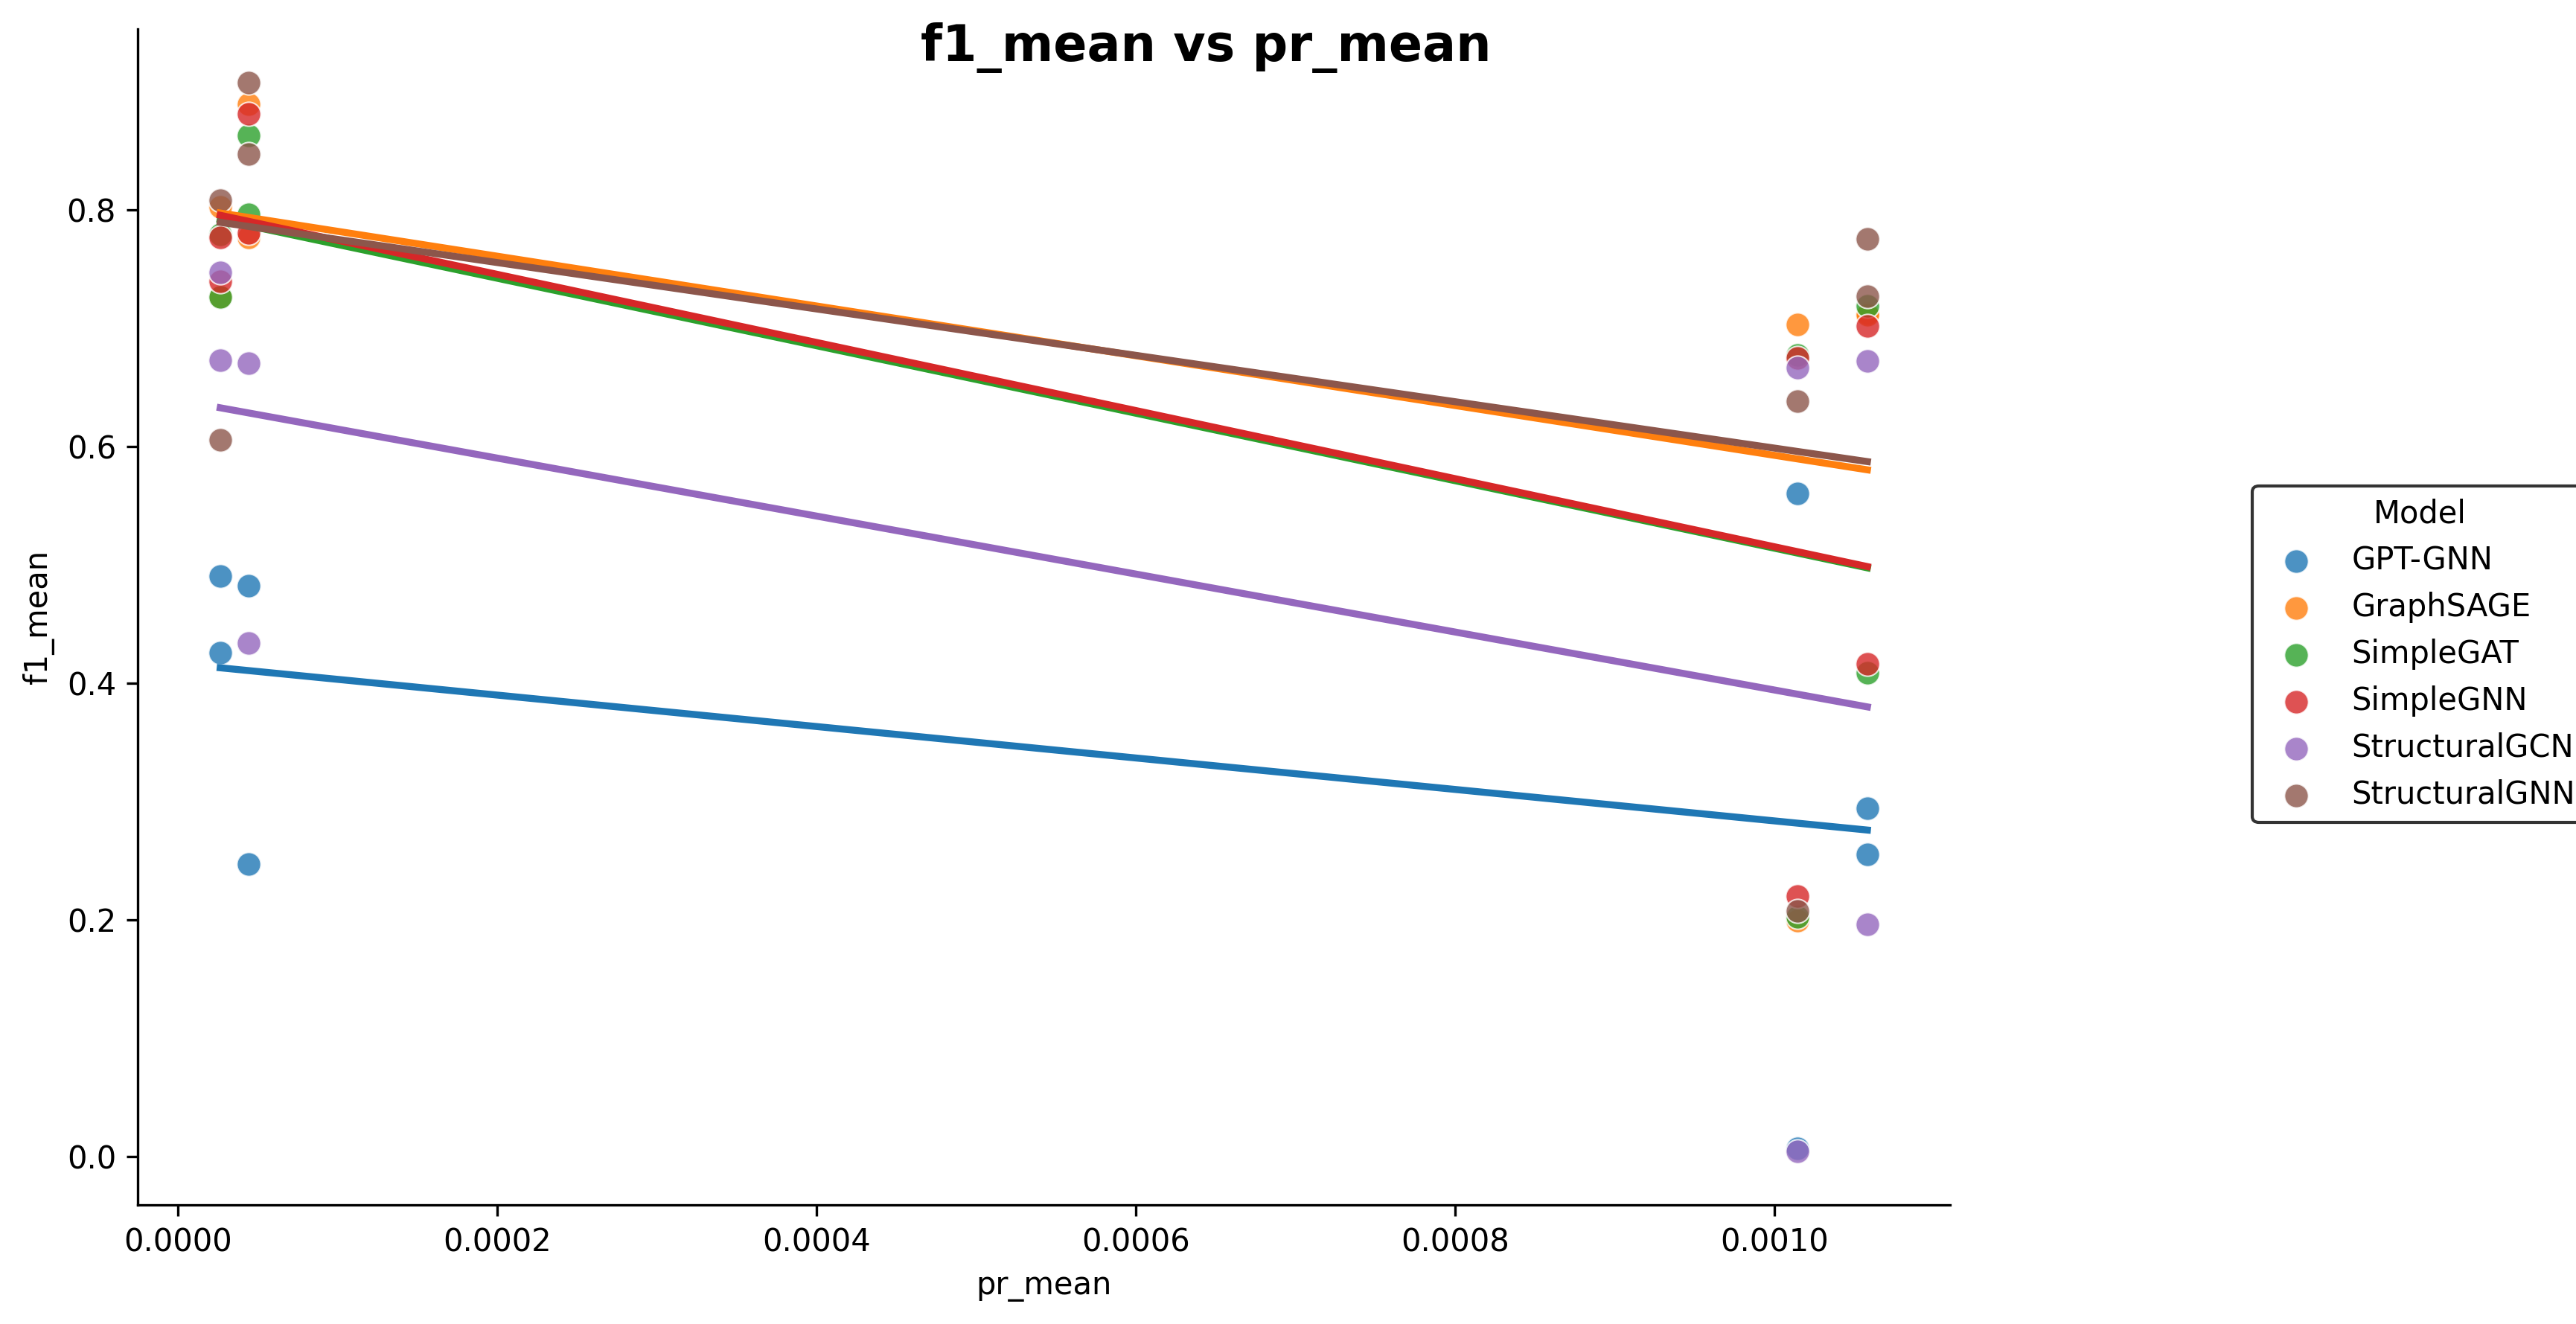 f1_mean vs pr_mean
f1_mean
0.8
0.6
0.4
0.2
0.0
0.0000 0.0002 0.0004 0.0006 0.0008 0.0010
pr_mean
Model
GPT-GNN
GraphSAGE
SimpleGAT
SimpleGNN
StructuralGCN
StructuralGNN